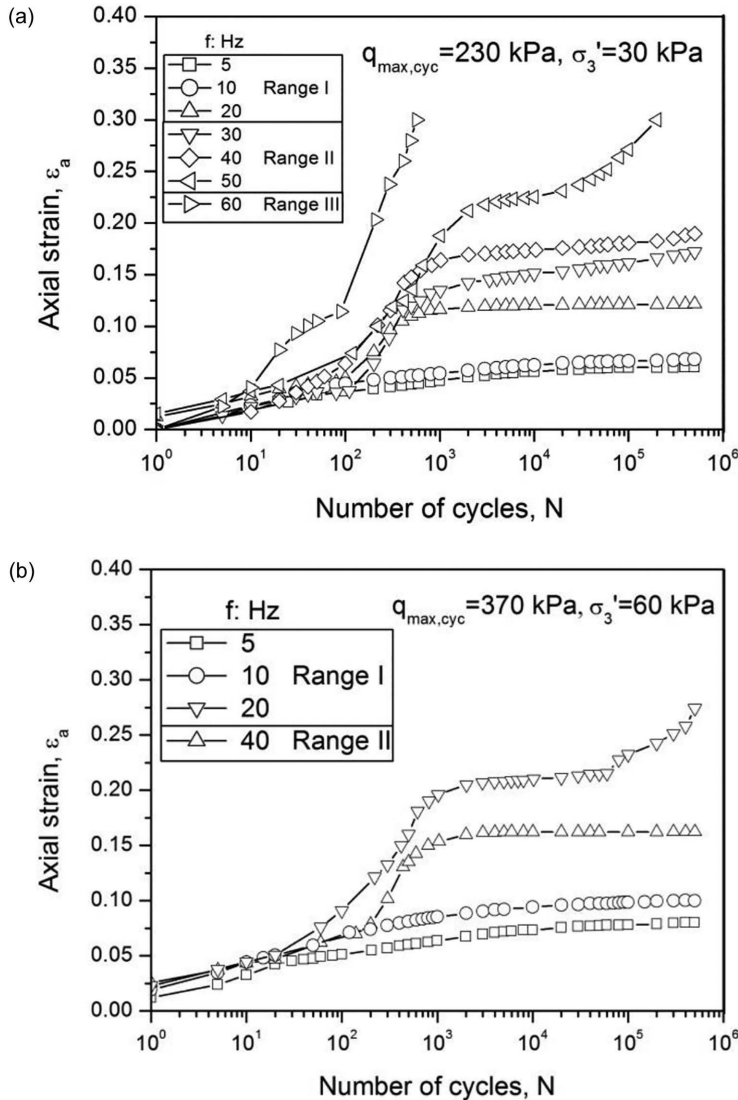 (a)
f: Hz
5
10 Range I
20
30
40 Range II
50
60 Range III
qmax,cyc=230 kPa, σ3'=30 kPa
0.40
0.35
0.30
0.25
0.20
0.15
0.10
0.05
0.00
Axial strain, εa
10^0 10^1 10^2 10^3 10^4 10^5 10^6
Number of cycles, N
(b)
f: Hz
5
10 Range I
20
40 Range II
qmax,cyc=370 kPa, σ3'=60 kPa
0.40
0.35
0.30
0.25
0.20
0.15
0.10
0.05
0.00
Axial strain, εa
10^0 10^1 10^2 10^3 10^4 10^5 10^6
Number of cycles, N